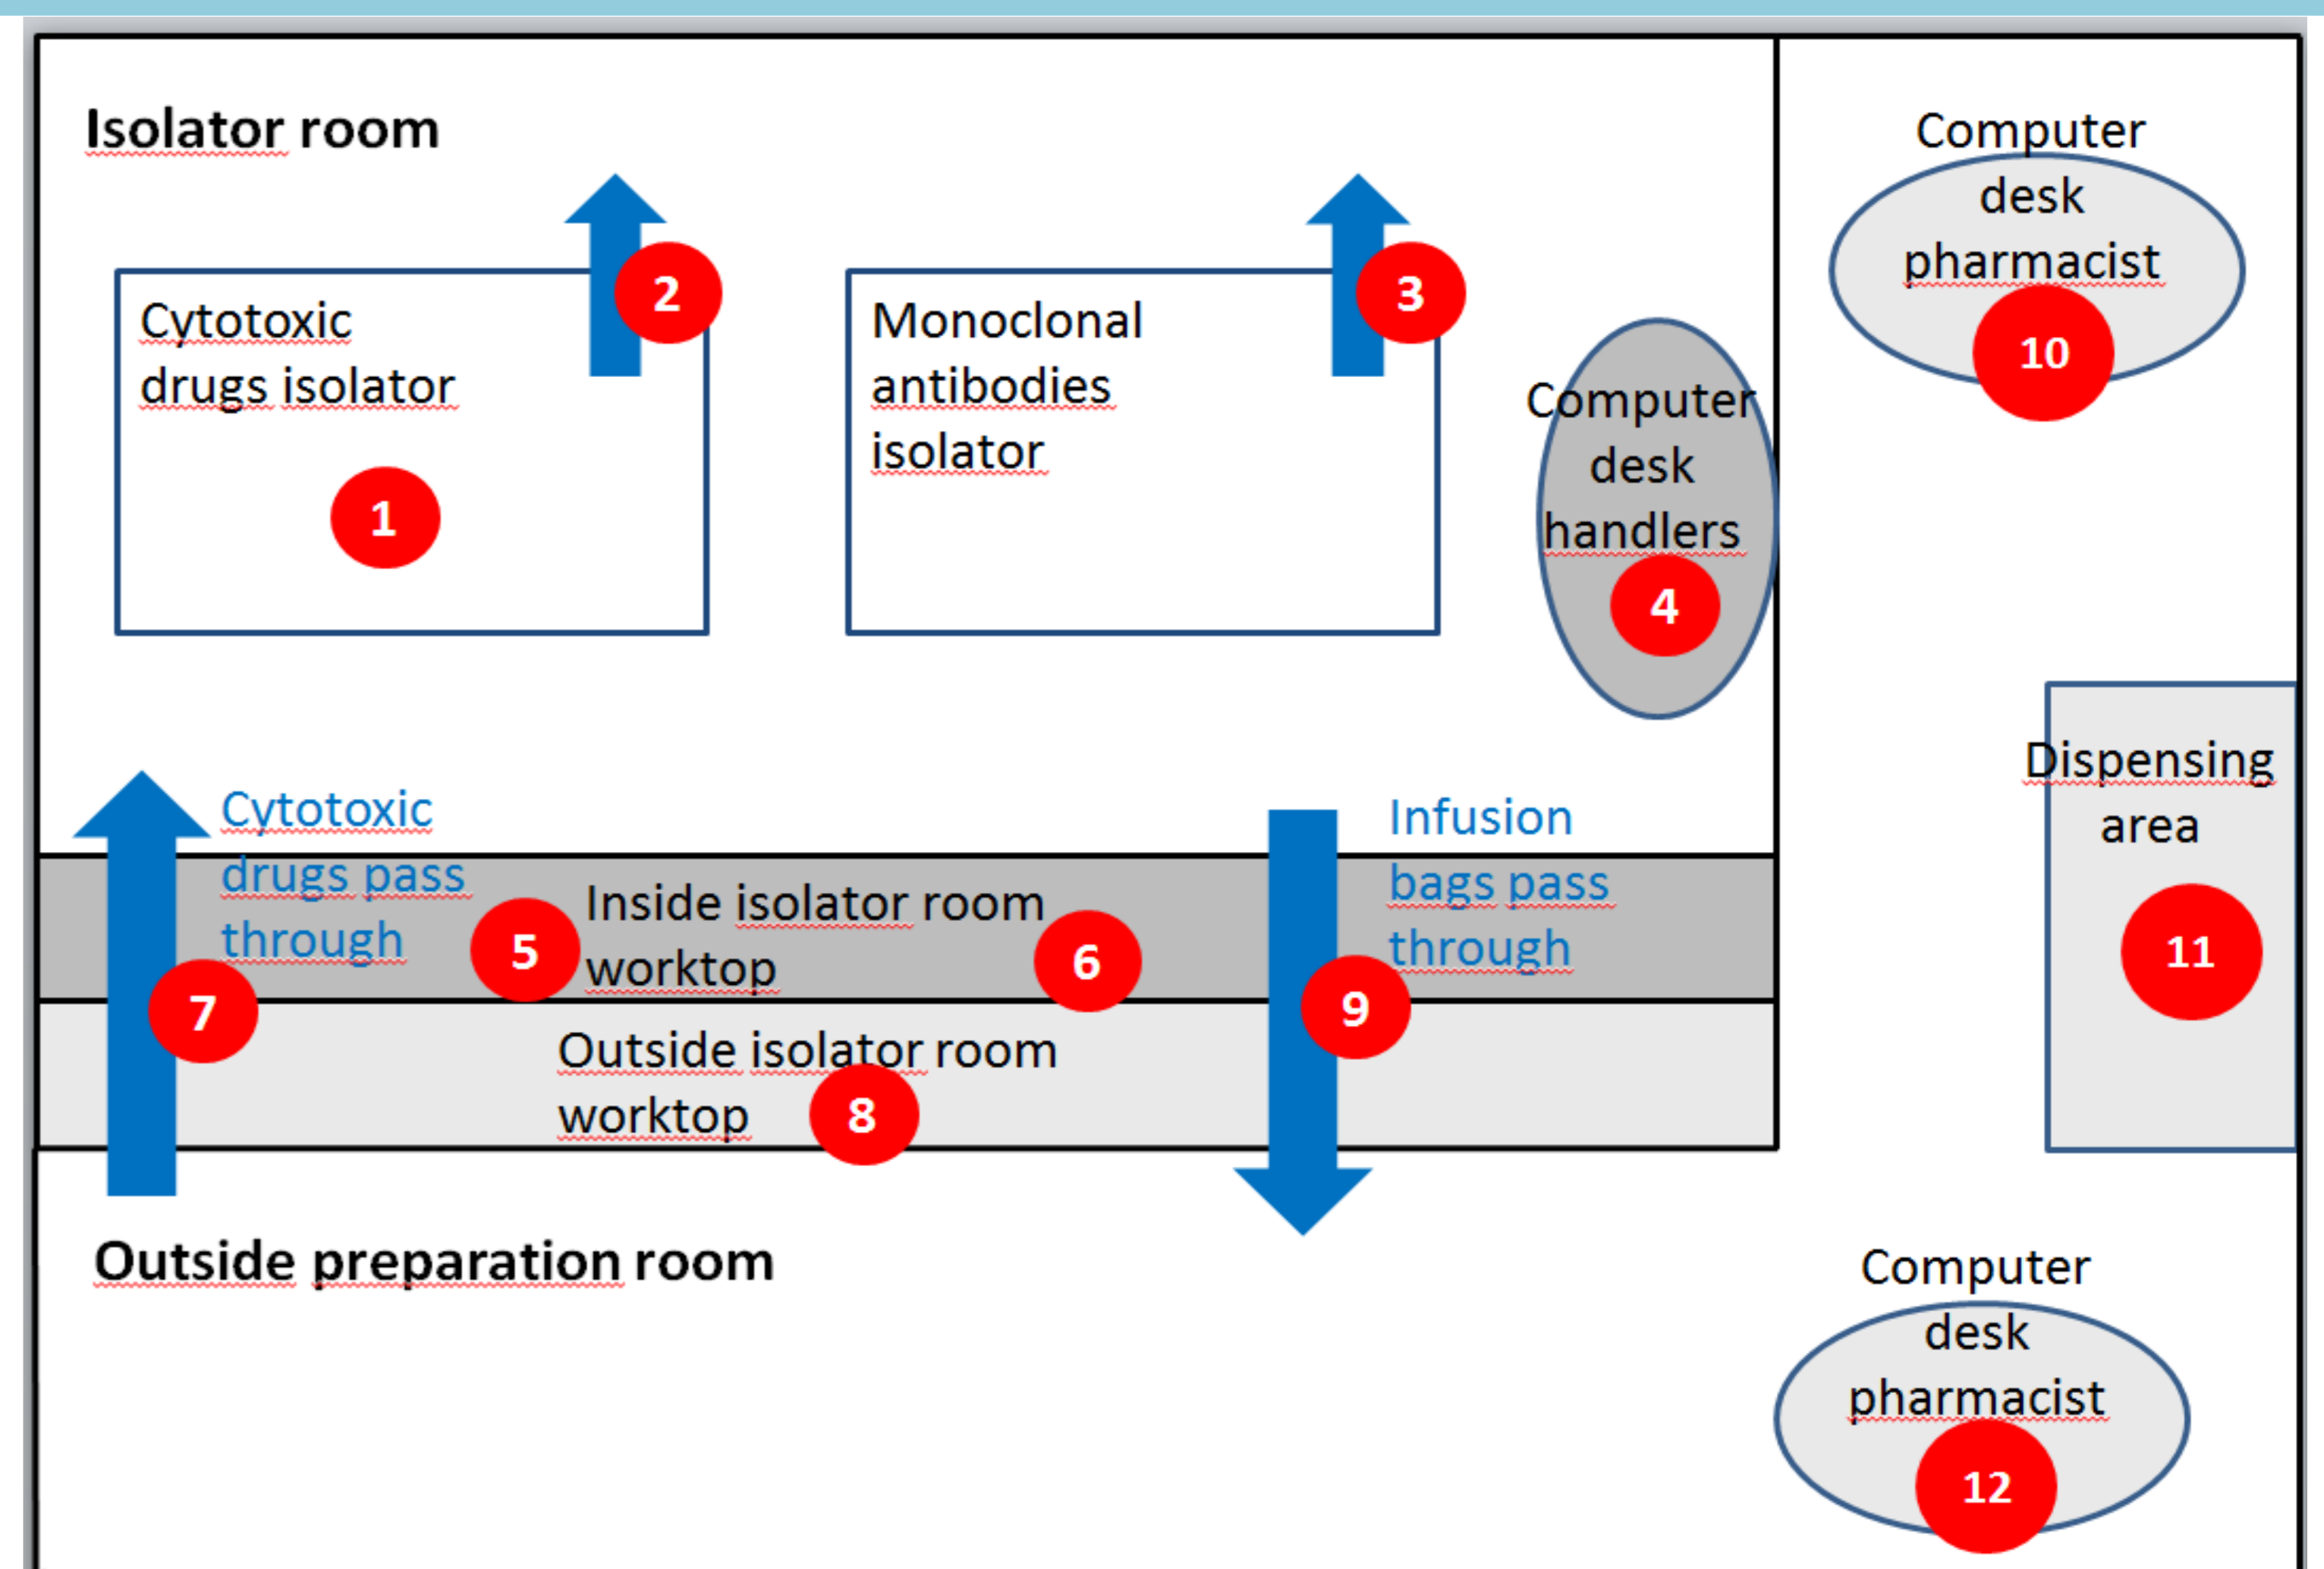 Isolator room
Cytotoxic
drugs isolator
1
2
Monoclonal
antibodies
isolator
3
Computer
desk
handlers
4
Computer
desk
pharmacist
10
Dispensing
area
11
Cytotoxic
drugs pass
through
7
5
Inside isolator room
worktop
6
Infusion
bags pass
through
9
Outside isolator room
worktop
8
Outside preparation room
Computer
desk
pharmacist
12